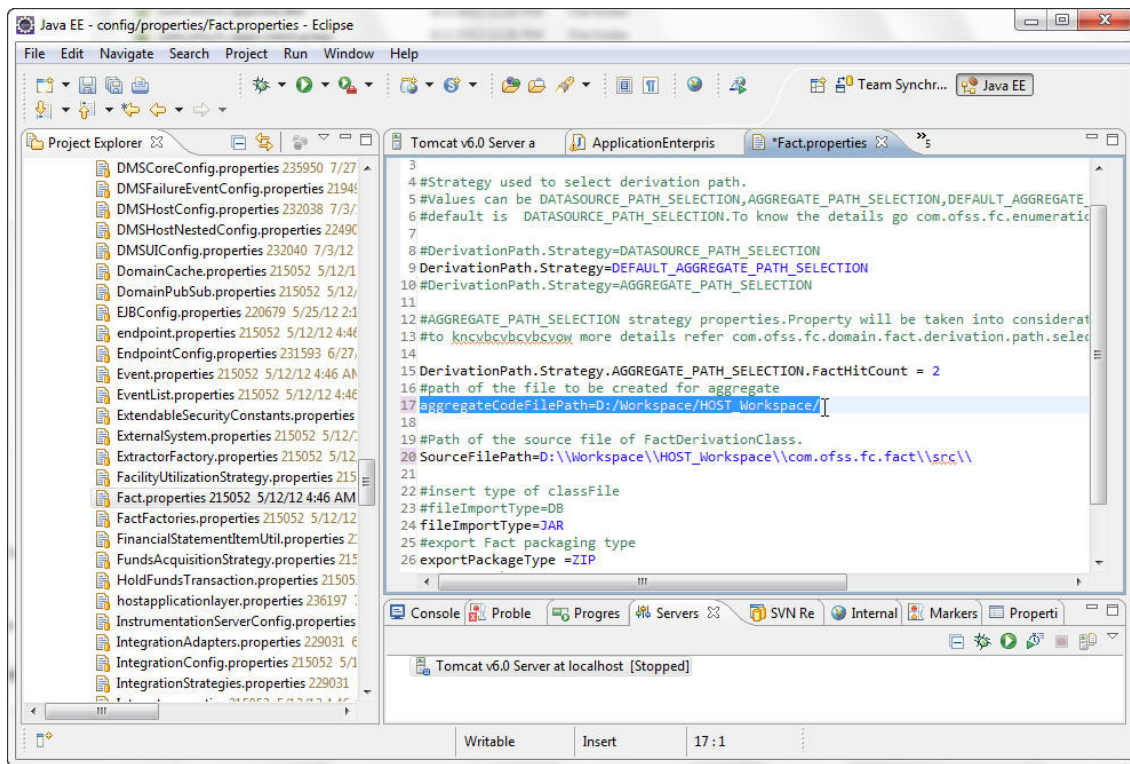 Java EE - config/properties/Fact.properties - Eclipse
File Edit Navigate Search Project Run Window Help
Team Synchr... Java EE
Project Explorer
DMSCoreConfig.properties 235950 7/27
DMSFailureEventConfig.properties 2194
DMSHostConfig.properties 232038 7/3/
DMSHostNestedConfig.properties 2249
DMSUIConfig.properties 232040 7/3/12
DomainCache.properties 215052 5/12/1
DomainPubSub.properties 215052 5/12/
EJBConfig.properties 220679 5/25/12 2:1
endpoint.properties 215052 5/12/12 4:46
EndpointConfig.properties 231593 6/27/
Event.properties 215052 5/12/12 4:46 AM
EventList.properties 215052 5/12/12 4:46
ExtendableSecurityConstants.properties
ExternalSystem.properties 215052 5/12/
ExtractorFactory.properties 215052 5/12
FacilityUtilizationStrategy.properties 215
Fact.properties 215052 5/12/12 4:46 AM
FactFactories.properties 215052 5/12/12
FinancialStatementItemUtil.properties 2
FundsAcquisitionStrategy.properties 215
HoldFundsTransaction.properties 21505
hostapplicationlayer.properties 236197
InstrumentationServerConfig.properties
IntegrationAdapters.properties 229031 6
IntegrationConfig.properties 215052 5/1
IntegrationStrategies.properties 229031
Tomcat v6.0 Server a ApplicationEnterpris *Fact.properties »5
3
4 #Strategy used to select derivation path.
5 #Values can be DATASOURCE_PATH_SELECTION,AGGREGATE_PATH_SELECTION,DEFAULT_AGGREGATE_
6 #default is  DATASOURCE_PATH_SELECTION.To know the details go com.ofss.fc.enumeratio
7
8 #DerivationPath.Strategy=DATASOURCE_PATH_SELECTION
9 DerivationPath.Strategy=DEFAULT_AGGREGATE_PATH_SELECTION
10 #DerivationPath.Strategy=AGGREGATE_PATH_SELECTION
11
12 #AGGREGATE_PATH_SELECTION strategy properties.Property will be taken into considerat
13 #to kncvbcvbcvbcvow more details refer com.ofss.fc.domain.fact.derivation.path.selec
14
15 DerivationPath.Strategy.AGGREGATE_PATH_SELECTION.FactHitCount = 2
16 #path of the file to be created for aggregate
17 aggregateCodeFilePath=D:/Workspace/HOST_Workspace/
18
19 #Path of the source file of FactDerivationClass.
20 SourceFilePath=D:\\Workspace\\HOST_Workspace\\com.ofss.fc.fact\\src\\
21
22 #insert type of classFile
23 #fileImportType=DB
24 fileImportType=JAR
25 #export Fact packaging type
26 exportPackageType =ZIP
Console Proble Progres Servers SVN Re Internal Markers Properti
Tomcat v6.0 Server at localhost [Stopped]
Writable Insert 17 : 1